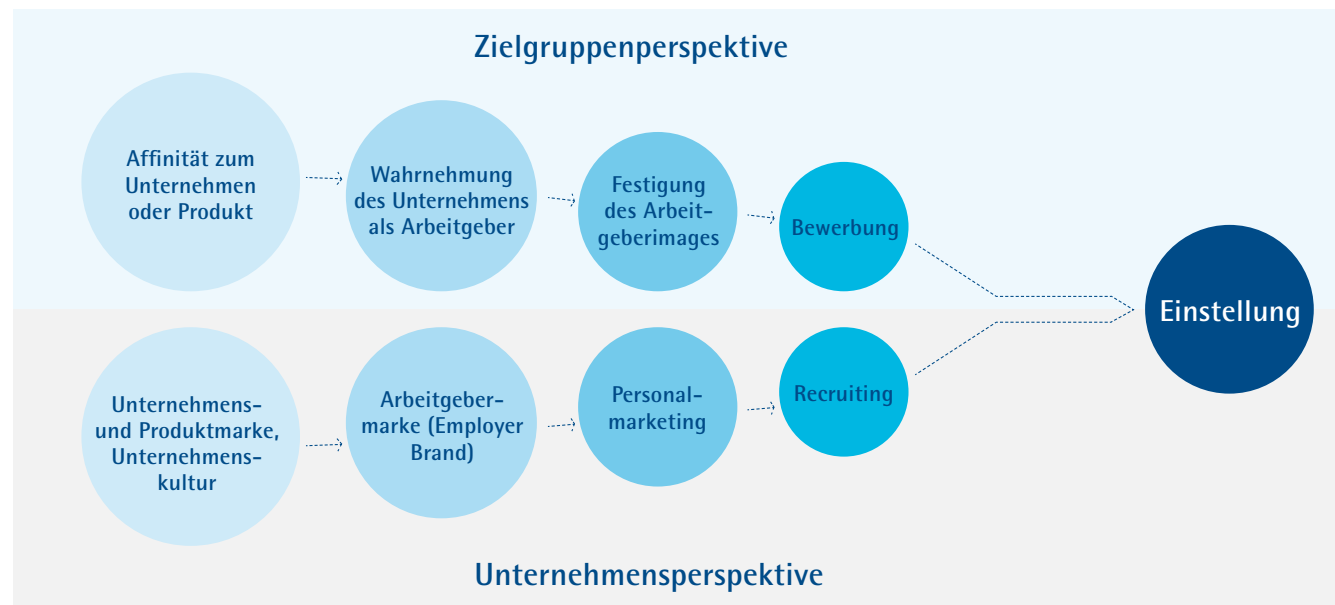 Zielgruppenperspektive
Affinität zum
Unternehmen
oder Produkt
Wahrnehmung
des Unternehmens
als Arbeitgeber
Festigung
des Arbeit-
geberimages
Bewerbung
Einstellung
Unternehmens-
und Produktmarke,
Unternehmens-
kultur
Arbeitgeber-
marke (Employer
Brand)
Personal-
marketing
Recruiting
Unternehmensperspektive